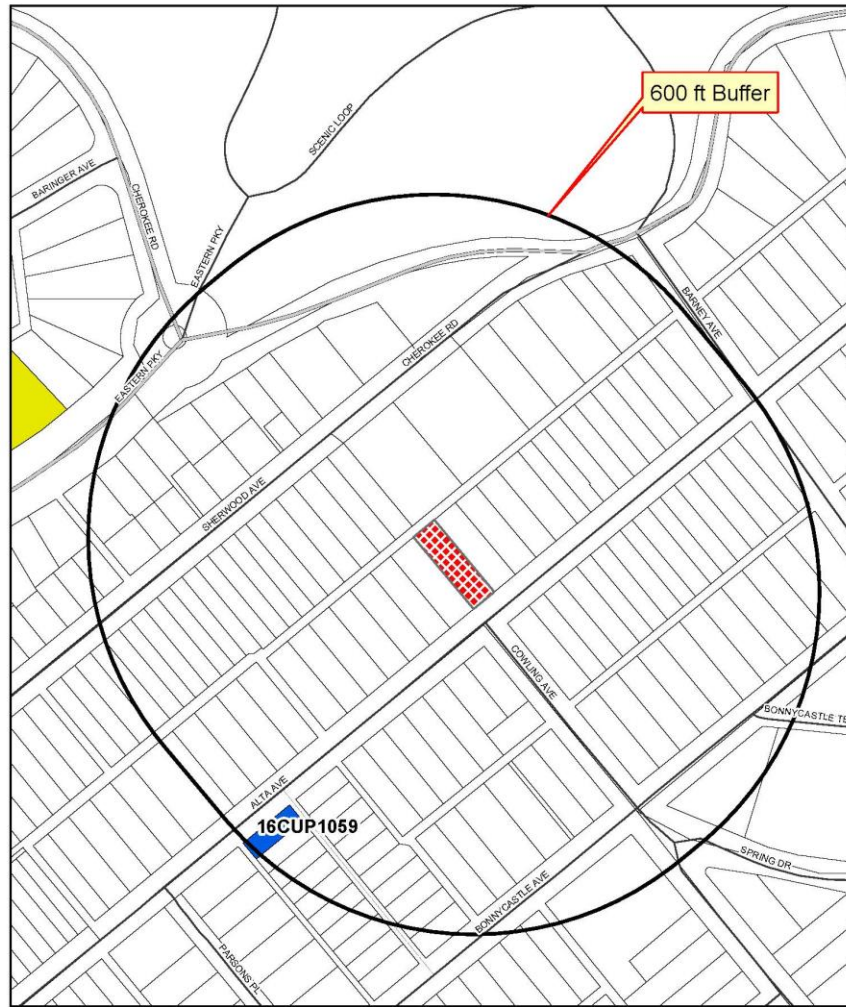 600 ft Buffer
SCENIC LOOP
BARINGER AVE
CHEROKEE RD
EASTERN PKY
BARNEY AVE
CHEROKEE RD
EASTERN PKY
SHERWOOD AVE
COWLING AVE
BONNYCASTLE TE
ALTA AVE
16CUP1059
SPRING DR
BONNYCASTLE AVE
PARSONS PL